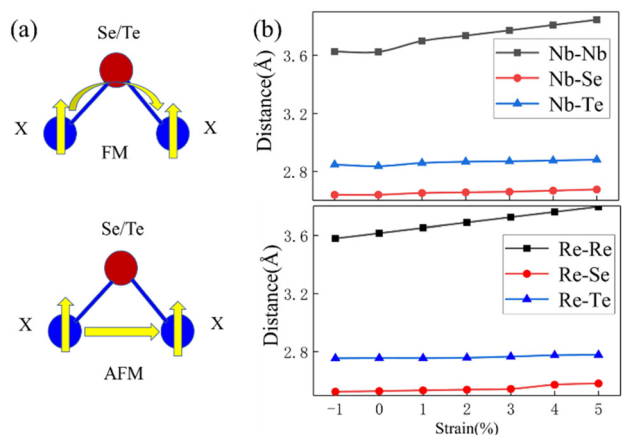 (a)
Se/Te
X
X
FM
Se/Te
X
X
AFM
(b)
Distance(Å)
3.6
3.2
2.8
Nb-Nb
Nb-Se
Nb-Te
Distance(Å)
3.6
3.2
2.8
Re-Re
Re-Se
Re-Te
-1 0 1 2 3 4 5
Strain(%)